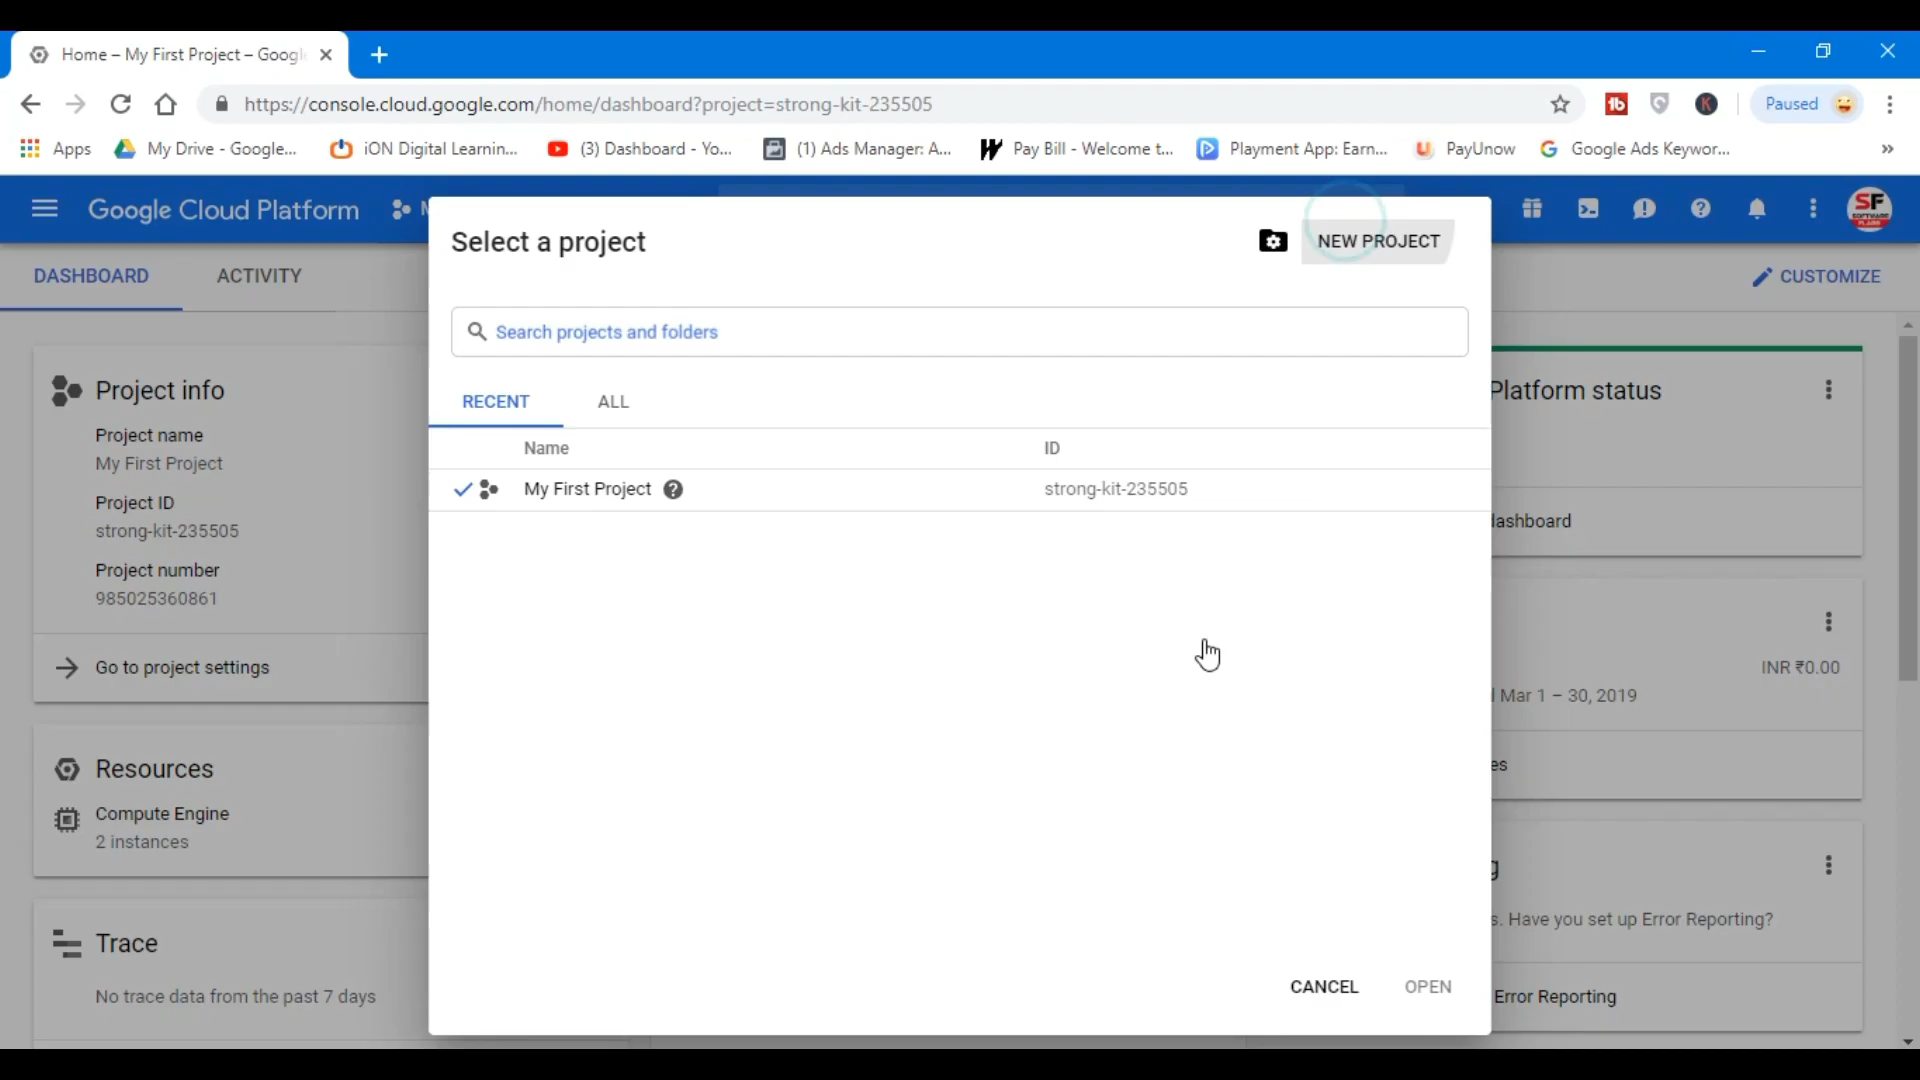 Home – My First Project – Googl
https://console.cloud.google.com/home/dashboard?project=strong-kit-235505
Paused
Apps
My Drive - Google...
iON Digital Learnin...
(3) Dashboard - Yo...
(1) Ads Manager: A...
Pay Bill - Welcome t...
Playment App: Earn...
PayUnow
Google Ads Keywor...
»
Google Cloud Platform
SF
DASHBOARD
ACTIVITY
CUSTOMIZE
Select a project
NEW PROJECT
Search projects and folders
RECENT
ALL
Name
ID
My First Project
strong-kit-235505
CANCEL
OPEN
Project info
Project name
My First Project
Project ID
strong-kit-235505
Project number
985025360861
Go to project settings
Resources
Compute Engine
2 instances
Trace
No trace data from the past 7 days
Platform status
dashboard
INR ₹0.00
Mar 1 – 30, 2019
es
g
s. Have you set up Error Reporting?
Error Reporting